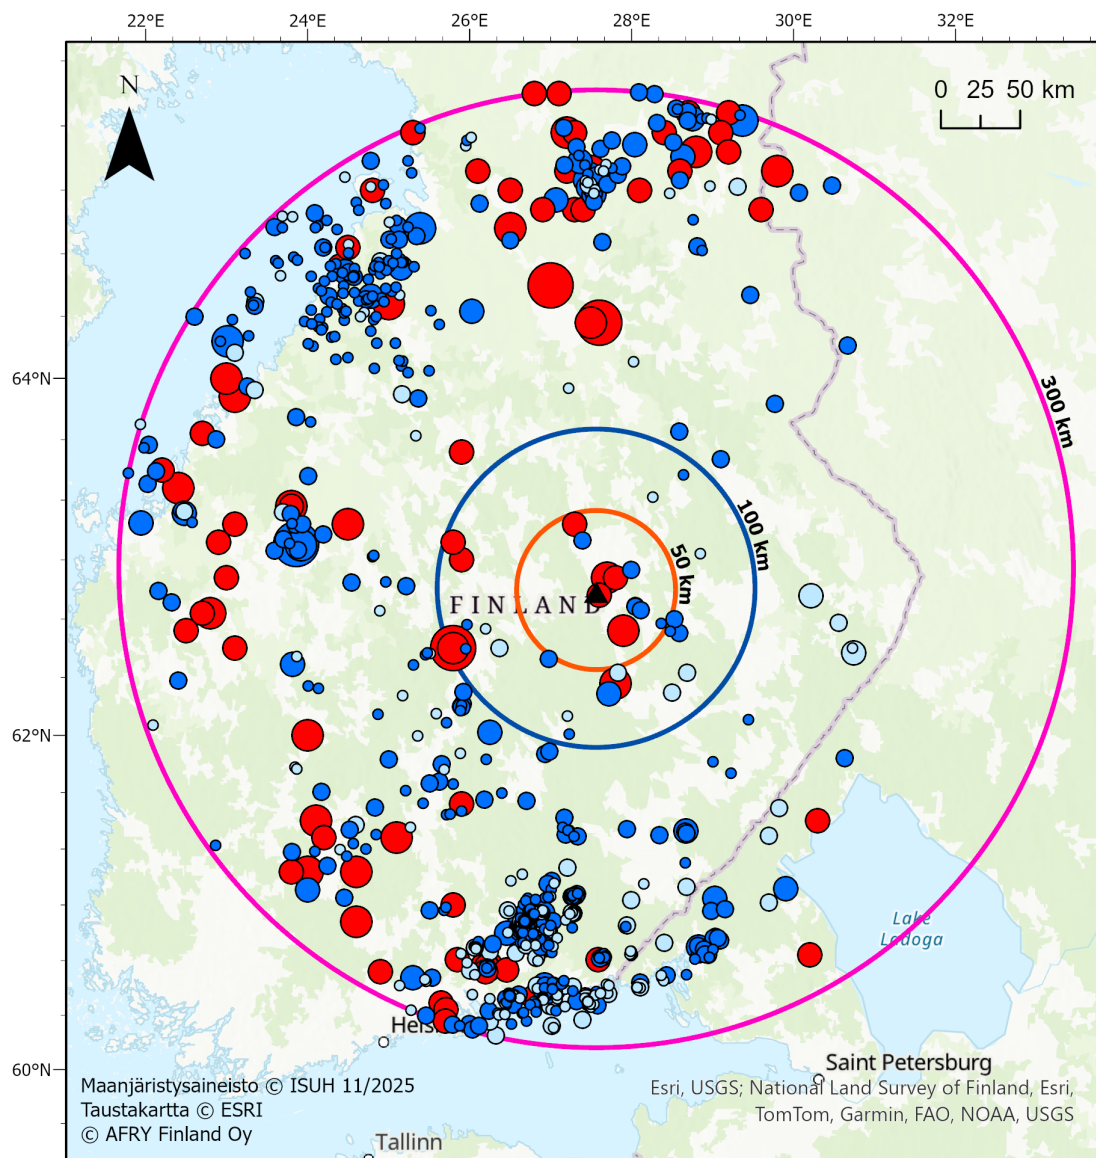 22°E 24°E 26°E 28°E 30°E 32°E
N
0 25 50 km
64°N
300 km
100 km
50 km
FINLAND
62°N
Lake
Ladoga
60°N
Saint Petersburg
Maanjäristysaineisto © ISUH 11/2025
Taustakartta © ESRI
© AFRY Finland Oy
Esri, USGS; National Land Survey of Finland, Esri,
TomTom, Garmin, FAO, NOAA, USGS
Tallinn